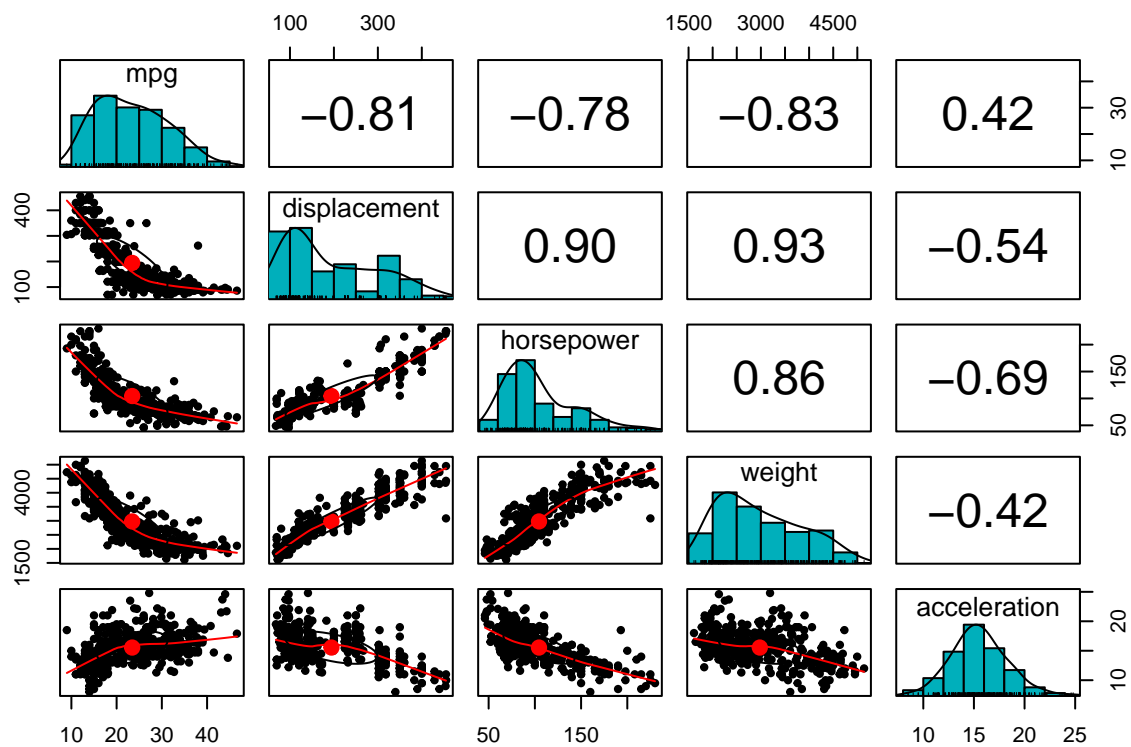 100 300 1500 3000 4500
mpg −0.81 −0.78 −0.83 0.42 10 30
100 400 displacement 0.90 0.93 −0.54
horsepower 0.86 −0.69 50 150
1500 4000 weight −0.42
acceleration 10 20
10 20 30 40 50 150 10 15 20 25